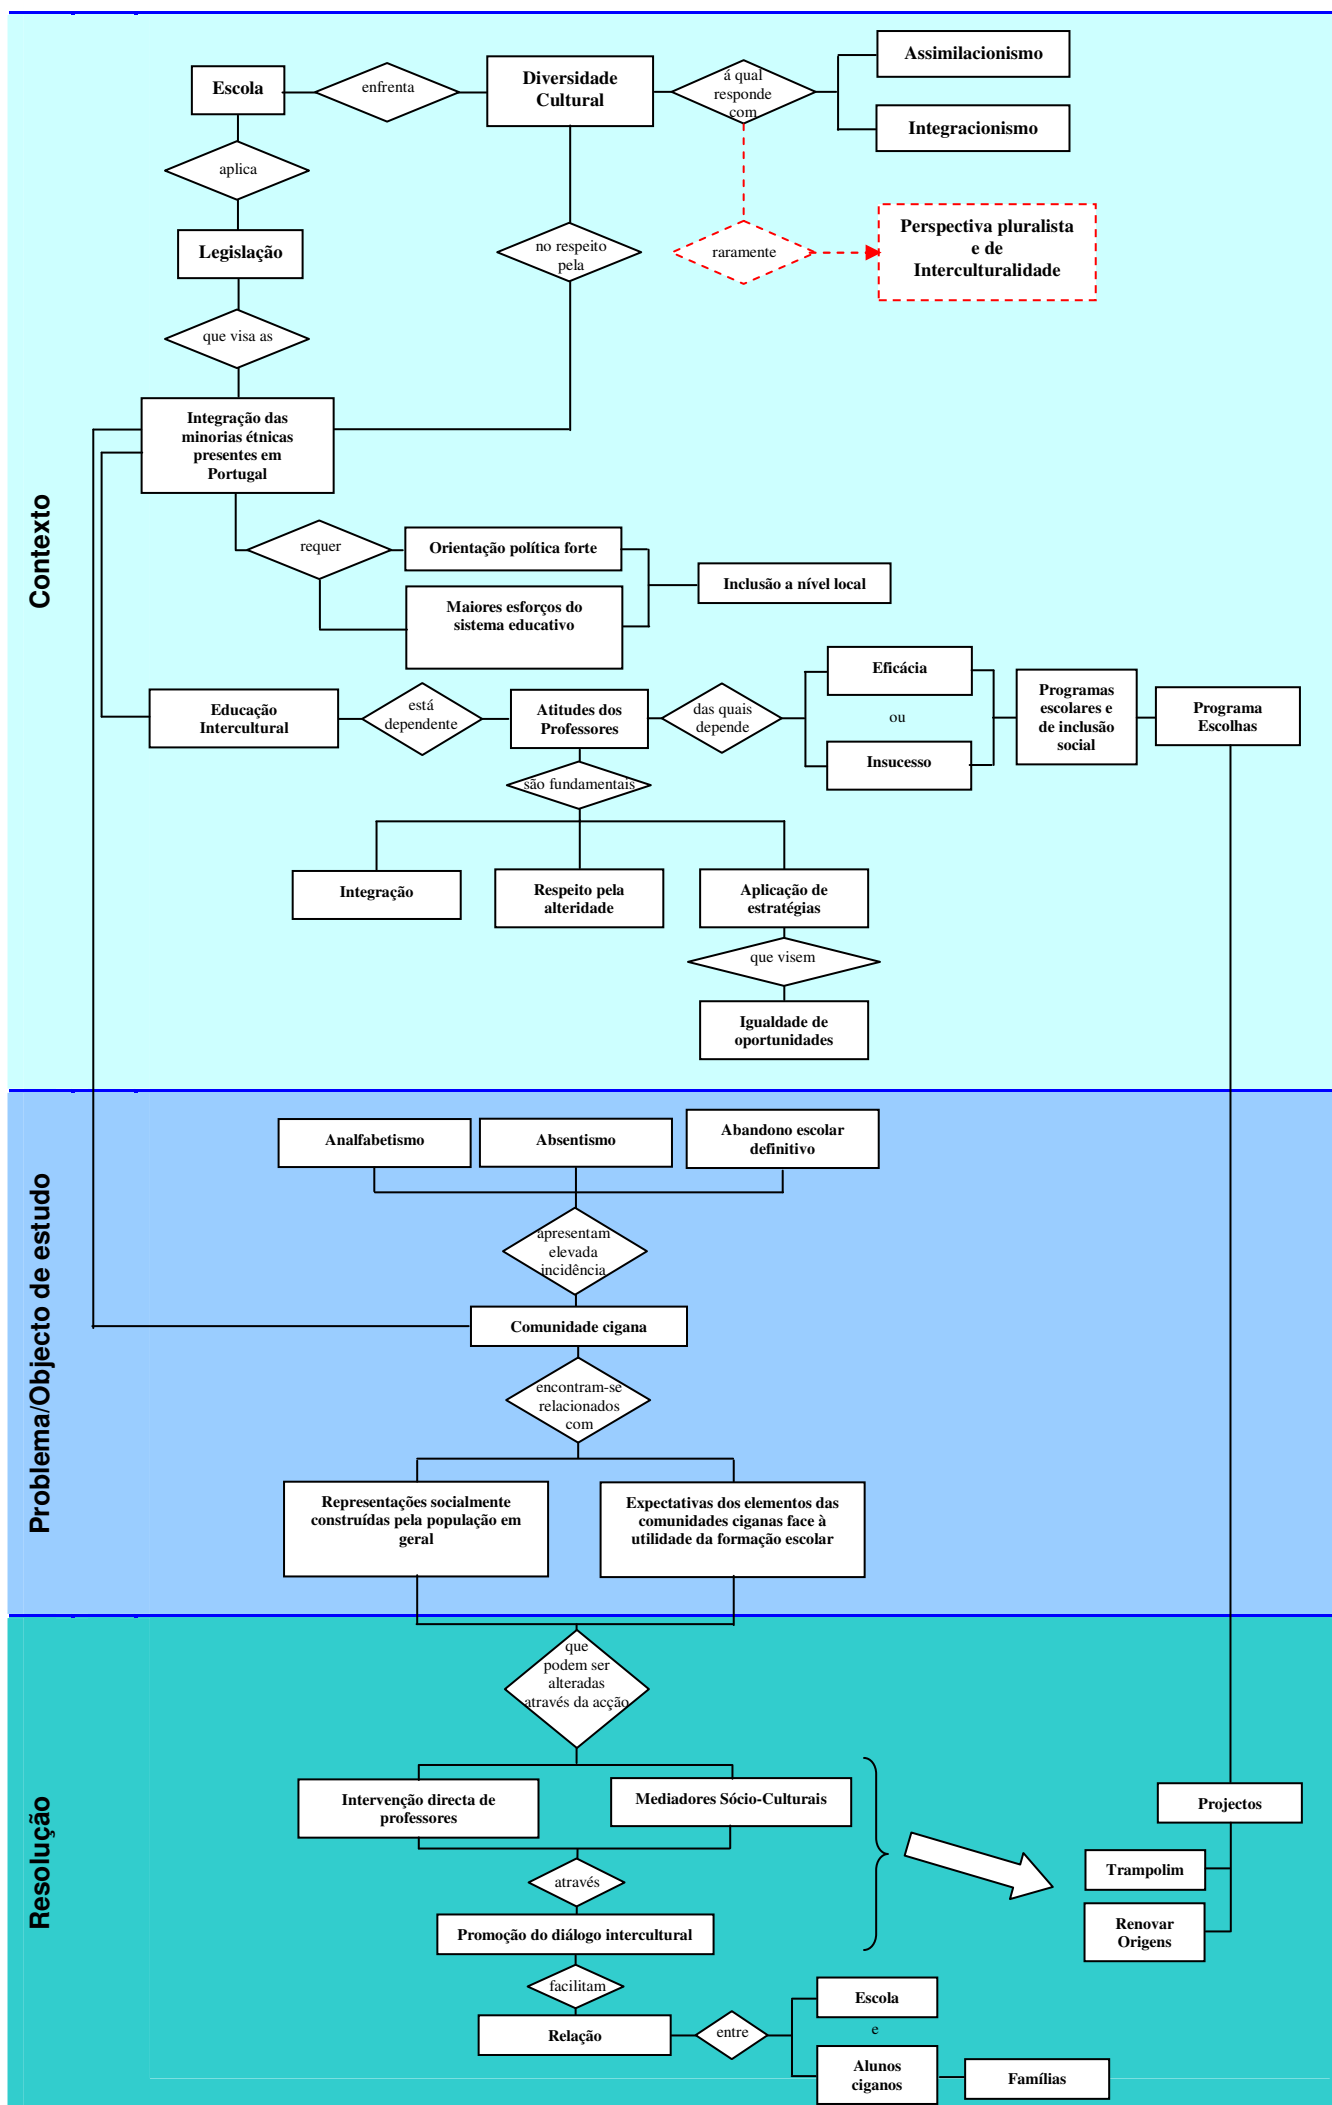 Contexto
Escola
enfrenta
Diversidade
Cultural
á qual
responde
com
Assimilacionismo
Integracionismo
aplica
Legislação
no respeito
pela
raramente
Perspectiva pluralista
e de
Interculturalidade
que visa as
Integração das
minorias étnicas
presentes em
Portugal
requer
Orientação política forte
Maiores esforços do
sistema educativo
Inclusão a nível local
Educação
Intercultural
está
dependente
Atitudes dos
Professores
das quais
depende
Eficácia
ou
Insucesso
Programas
escolares e
de inclusão
social
Programa
Escolhas
são fundamentais
Integração
Respeito pela
alteridade
Aplicação de
estratégias
que visem
Igualdade de
oportunidades
Problema/Objecto de estudo
Analfabetismo
Absentismo
Abandono escolar
definitivo
apresentam
elevada
incidência
Comunidade cigana
encontram-se
relacionados
com
Representações socialmente
construídas pela população em
geral
Expectativas dos elementos das
comunidades ciganas face à
utilidade da formação escolar
Resolução
que
podem ser
alteradas
através da acção
Intervenção directa de
professores
Mediadores Sócio-Culturais
Projectos
Trampolim
Renovar
Origens
através
Promoção do diálogo intercultural
facilitam
Relação
entre
Escola
e
Alunos
ciganos
Famílias